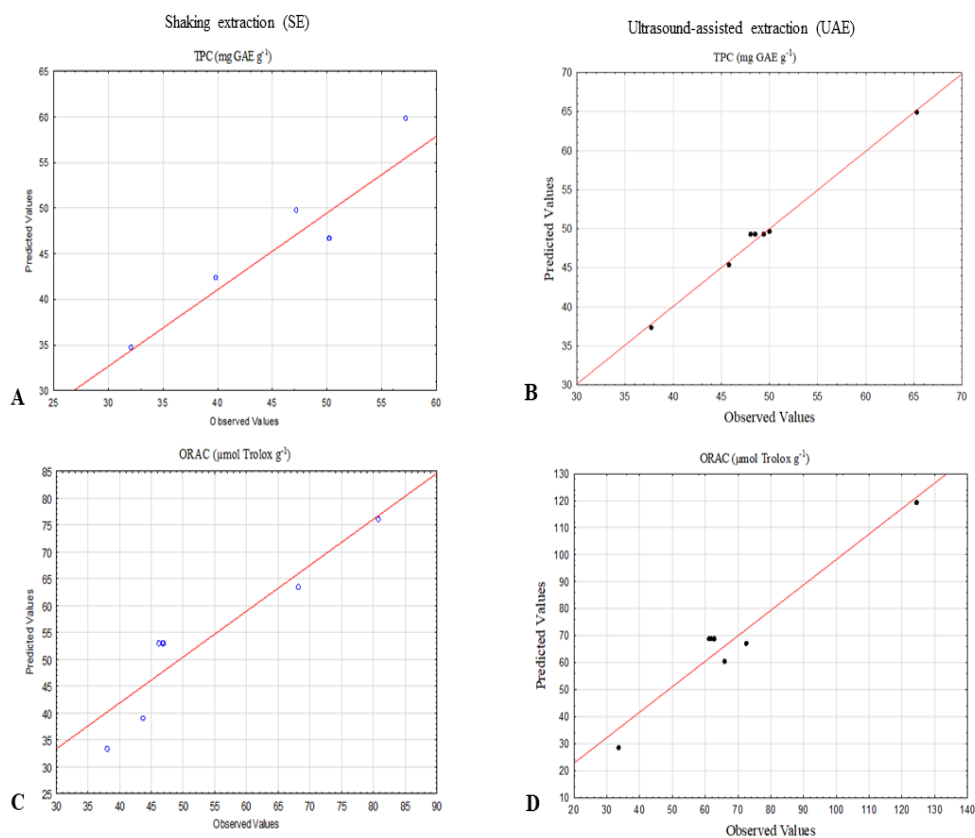 Shaking extraction (SE)
Ultrasound-assisted extraction (UAE)
TPC (mg GAE g⁻¹)
65
60
55
50
45
40
35
30
Predicted Values
25 30 35 40 45 50 55 60
Observed Values
A
TPC (mg GAE g⁻¹)
70
65
60
55
50
45
40
35
30
Predicted Values
30 35 40 45 50 55 60 65 70
Observed Values
B
ORAC (µmol Trolox g⁻¹)
85
80
75
70
65
60
55
50
45
40
35
30
25
Predicted Values
30 35 40 45 50 55 60 65 70 75 80 85 90
Observed Values
C
ORAC (µmol Trolox g⁻¹)
130
120
110
100
90
80
70
60
50
40
30
20
10
Predicted Values
20 30 40 50 60 70 80 90 100 110 120 130 140
Observed Values
D